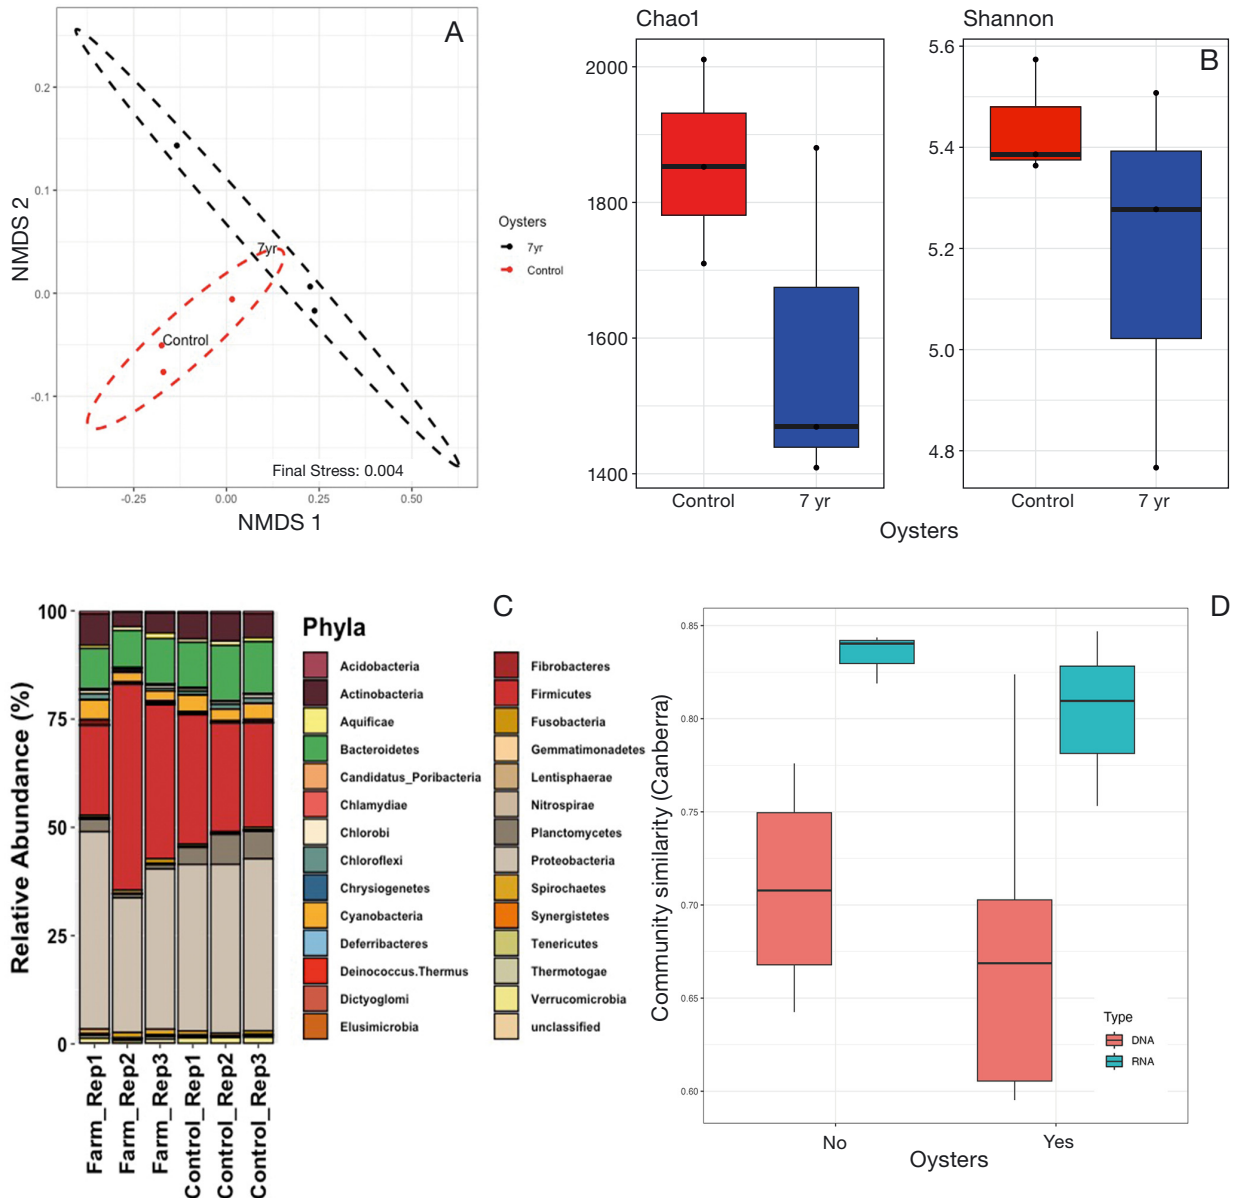 A
0.2
0.1
0.0
-0.1
NMDS 2
7yr
Control
Final Stress: 0.004
-0.25
0.00
0.25
0.50
NMDS 1
Oysters
7yr
Control
Chao1
2000
1800
1600
1400
Control
7 yr
Shannon
B
5.6
5.4
5.2
5.0
4.8
Control
7 yr
Oysters
C
100
75
50
25
0
Relative Abundance (%)
Farm_Rep1
Farm_Rep2
Farm_Rep3
Control_Rep1
Control_Rep2
Control_Rep3
Phyla
Acidobacteria
Actinobacteria
Aquificae
Bacteroidetes
Candidatus_Poribacteria
Chlamydiae
Chlorobi
Chloroflexi
Chrysiogenetes
Cyanobacteria
Deferribacteres
Deinococcus.Thermus
Dictyoglomi
Elusimicrobia
Fibrobacteres
Firmicutes
Fusobacteria
Gemmatimonadetes
Lentisphaerae
Nitrospirae
Planctomycetes
Proteobacteria
Spirochaetes
Synergistetes
Tenericutes
Thermotogae
Verrucomicrobia
unclassified
D
0.85
0.80
0.75
0.70
0.65
0.60
Community similarity (Canberra)
Type
DNA
RNA
No
Yes
Oysters